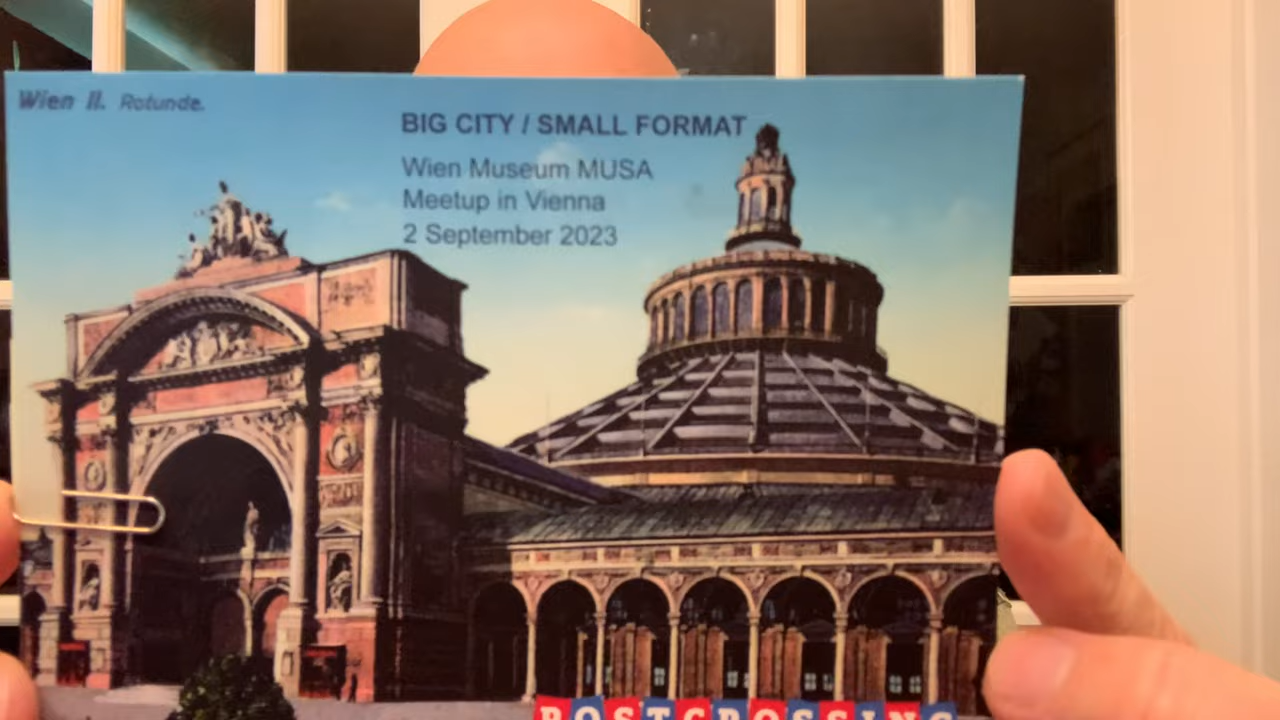 Wien II. Rotunde.
BIG CITY / SMALL FORMAT
Wien Museum MUSA
Meetup in Vienna
2 September 2023
POSTCROSSING